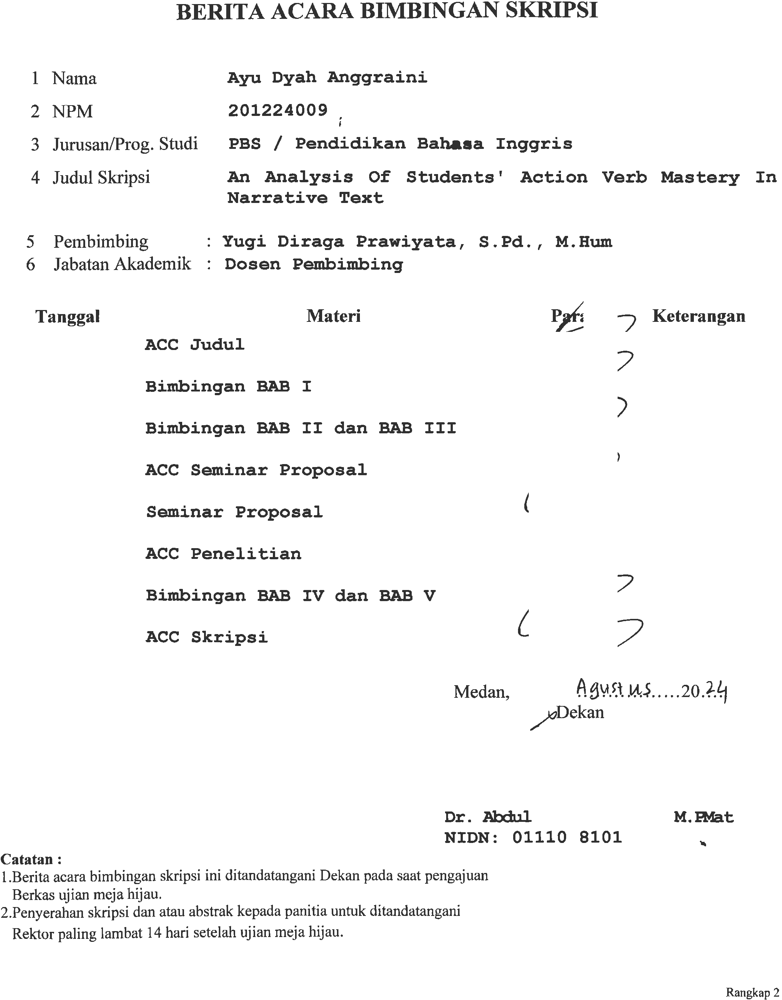 BERITA ACARA BIMBINGAN SKRIPSI
1 Nama Ayu Dyah Anggraini
2 NPM 201224009
3 Jurusan/Prog. Studi PBS / Pendidikan Bahasa Inggris
4 Judul Skripsi An Analysis Of Students' Action Verb Mastery In
Narrative Text
5 Pembimbing : Yugi Diraga Prawiyata, S.Pd., M.Hum
6 Jabatan Akademik : Dosen Pembimbing
Tanggal Materi Keterangan
ACC Judul
Bimbingan BAB I
Bimbingan BAB II dan BAB III
ACC Seminar Proposal
Seminar Proposal
ACC Penelitian
Bimbingan BAB IV dan BAB V
ACC Skripsi
Medan, Agustus.....20.24
Dekan
Dr. Abdul
NIDN: 01110 8101
Catatan :
1.Berita acara bimbingan skripsi ini ditandatangani Dekan pada saat pengajuan
Berkas ujian meja hijau.
2.Penyerahan skripsi dan atau abstrak kepada panitia untuk ditandatangani
Rektor paling lambat 14 hari setelah ujian meja hijau.
Rangkap 2